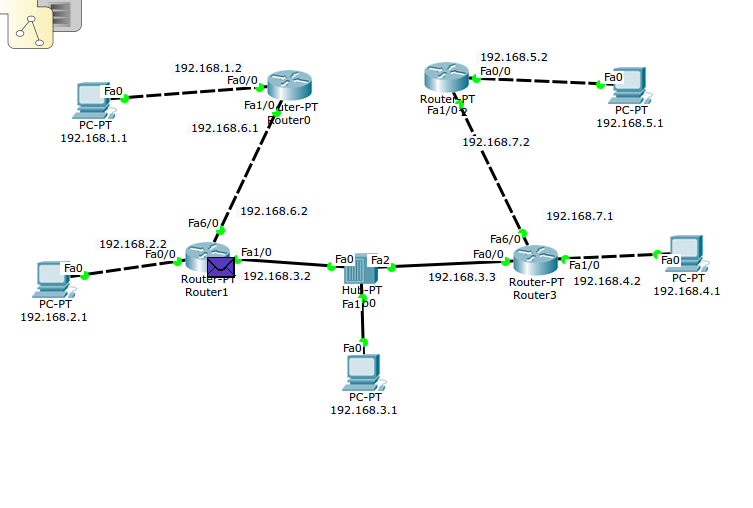 192.168.5.2
192.168.1.2
Fa0/0
Fa0
Fa0/0
Fa0
Router-PT
Fa1/0
Fa1/0
PC-PT
192.168.5.1
Router0
PC-PT
192.168.1.1
192.168.6.1
192.168.7.2
192.168.6.2
192.168.7.1
Fa6/0
Fa6/0
192.168.2.2
Fa0/0
Fa1/0
Fa0
Fa2
Fa0/0
Fa1/0
Fa0
Fa0
192.168.3.2
192.168.3.3
192.168.4.2
Router-PT
Router1
Hub-PT
Fa1
Router-PT
Router3
PC-PT
192.168.4.1
PC-PT
192.168.2.1
Fa0
PC-PT
192.168.3.1